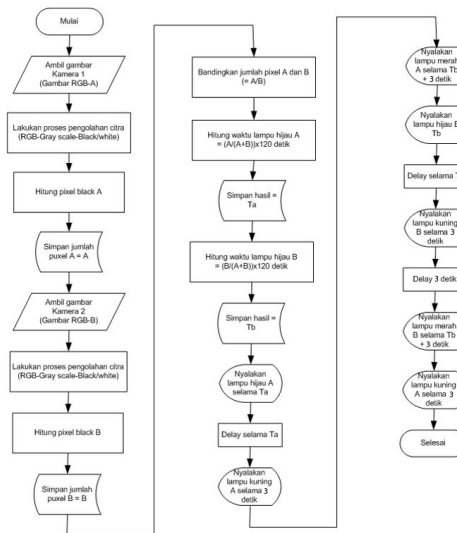 Mulai
Ambil gambar
Kamera 1
(Gambar RGB-A)
Lakukan proses pengolahan citra
(RGB-Gray scale-Black/white)
Hitung pixel black A
Simpan jumlah
puxel A = A
Ambil gambar
Kamera 2
(Gambar RGB-B)
Lakukan proses pengolahan citra
(RGB-Gray scale-Black/white)
Hitung pixel black B
Simpan jumlah
puxel B = B
Bandingkan jumlah pixel A dan B
(= A/B)
Hitung waktu lampu hijau A
= (A/(A+B))x120 detik
Simpan hasil =
Ta
Hitung waktu lampu hijau B
= (B/(A+B))x120 detik
Simpan hasil =
Tb
Nyalakan
lampu hijau A
selama Ta
Delay selama Ta
Nyalakan
lampu kuning
A selama 3
detik
Nyalakan
lampu merah
A selama Tb
+ 3 detik
Nyalakan
lampu hijau B
Tb
Delay selama
Nyalakan
lampu kuning
B selama 3
detik
Delay 3 detik
Nyalakan
lampu merah
B selama Tb
+ 3 detik
Nyalakan
lampu kuning
A selama 3
detik
Selesai